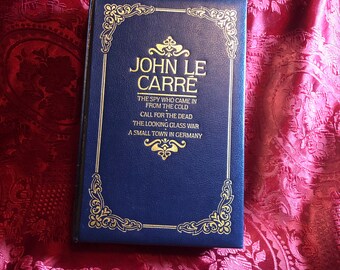 JOHN LE
CARRÉ
THE SPY WHO CAME IN
FROM THE COLD
CALL FOR THE DEAD
THE LOOKING GLASS WAR
A SMALL TOWN IN GERMANY